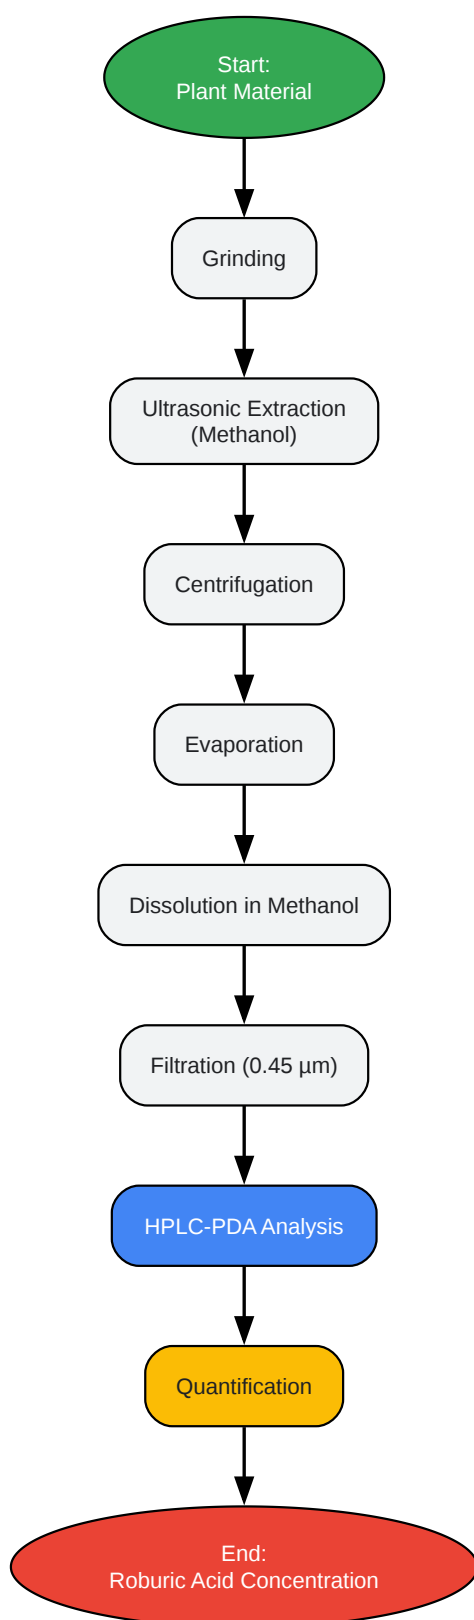 Start:
Plant Material
Grinding
Ultrasonic Extraction
(Methanol)
Centrifugation
Evaporation
Dissolution in Methanol
Filtration (0.45 µm)
HPLC-PDA Analysis
Quantification
End:
Roburic Acid Concentration